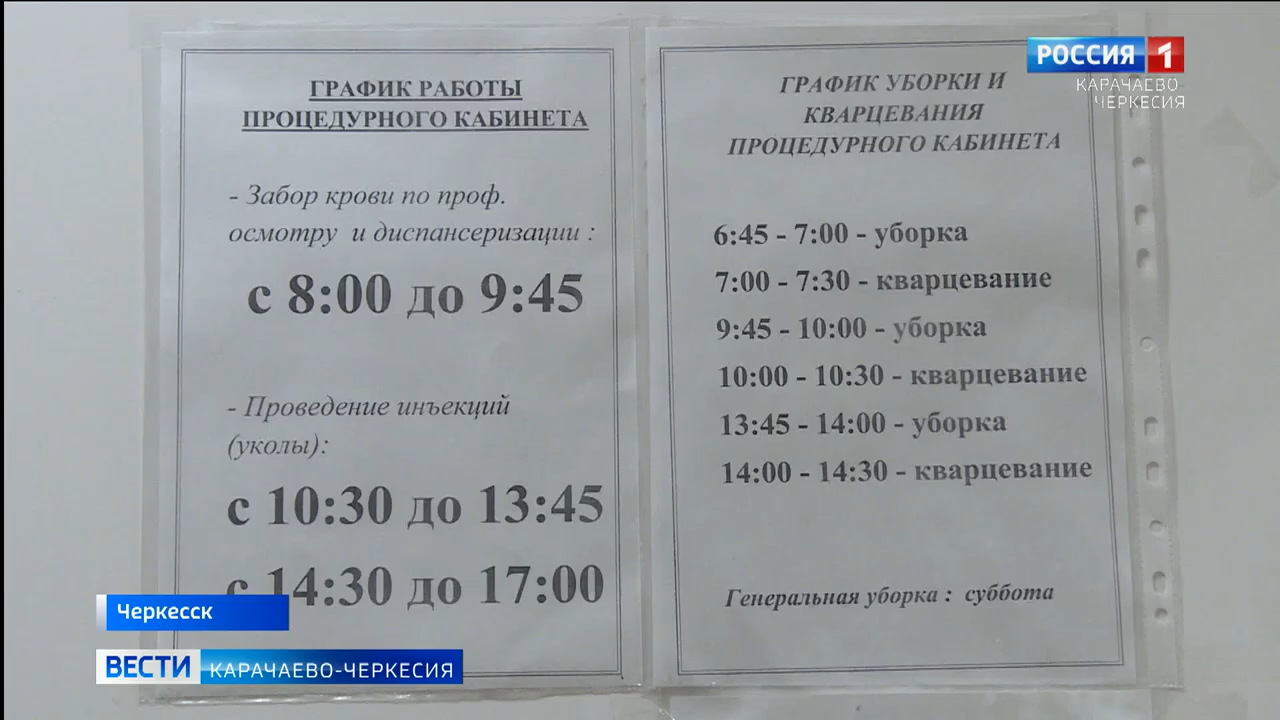 ГРАФИК РАБОТЫ
ПРОЦЕДУРНОГО КАБИНЕТА
- Забор крови по проф.
осмотру и диспансеризации :
с 8:00 до 9:45
- Проведение инъекций
(уколы):
с 10:30 до 13:45
с 14:30 до 17:00
ГРАФИК УБОРКИ И
КВАРЦЕВАНИЯ
ПРОЦЕДУРНОГО КАБИНЕТА
6:45 - 7:00 - уборка
7:00 - 7:30 - кварцевание
9:45 - 10:00 - уборка
10:00 - 10:30 - кварцевание
13:45 - 14:00 - уборка
14:00 - 14:30 - кварцевание
Генеральная уборка : суббота
РОССИЯ 1
КАРАЧАЕВО
ЧЕРКЕСИЯ
Черкесск
ВЕСТИ КАРАЧАЕВО-ЧЕРКЕСИЯ